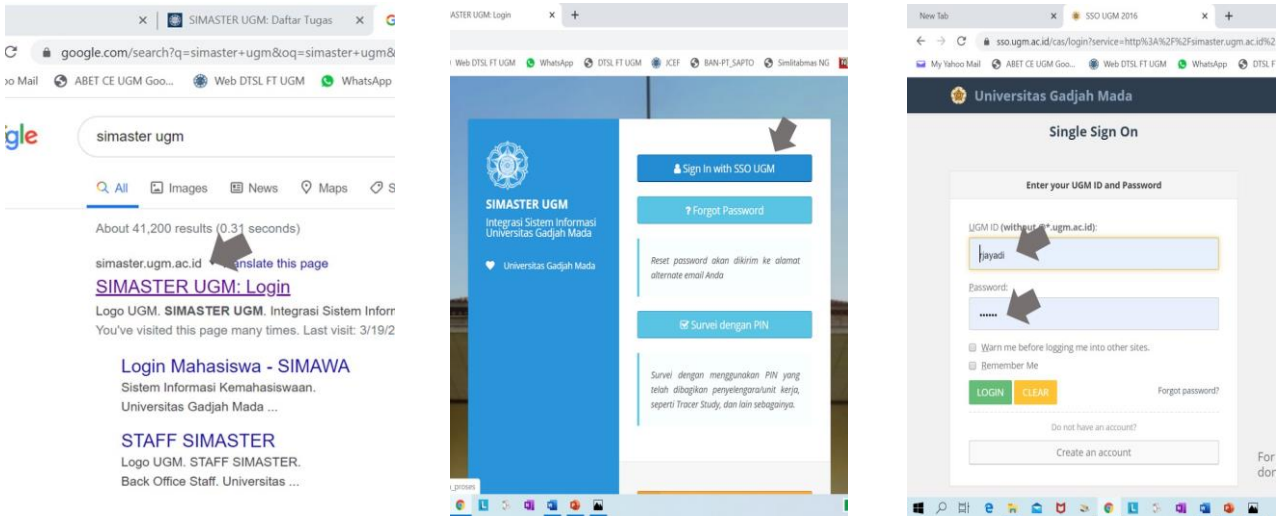 SIMASTER UGM: Daftar Tugas
google.com/search?q=simaster+ugm&oq=simaster+ugm&
oo Mail ABET CE UGM Goo... Web DTSL FT UGM WhatsApp
gle
simaster ugm
All Images News Maps S
About 41,200 results (0.31 seconds)
simaster.ugm.ac.id Translate this page
SIMASTER UGM: Login
Logo UGM. SIMASTER UGM. Integrasi Sistem Inform
You've visited this page many times. Last visit: 3/19/2
Login Mahasiswa - SIMAWA
Sistem Informasi Kemahasiswaan.
Universitas Gadjah Mada ...
STAFF SIMASTER
Logo UGM. STAFF SIMASTER.
Back Office Staff. Universitas ...
ASTER UGM: Login
Web DTSL FT UGM WhatsApp DTSL FT UGM JCEF BAN-PT_SAPTO Simlitabmas NG
SIMASTER UGM
Integrasi Sistem Informasi
Universitas Gadjah Mada
Universitas Gadjah Mada
Sign In with SSO UGM
? Forgot Password
Reset password akan dikirim ke alamat
alternate email Anda
Survei dengan PIN
Survei dengan menggunakan PIN yang
telah dibagikan penyelengara/unit kerja,
seperti Tracer Study, dan lain sebagainya.
_proses
New Tab SSO UGM 2016
sso.ugm.ac.id/cas/login?service=http%3A%2F%2Fsimaster.ugm.ac.id%2
My Yahoo Mail ABET CE UGM Goo... Web DTSL FT UGM WhatsApp DTSL F
Universitas Gadjah Mada
Single Sign On
Enter your UGM ID and Password
UGM ID (without @*.ugm.ac.id):
rjayadi
Password:
••••••
Warn me before logging me into other sites.
Remember Me
LOGIN CLEAR Forgot password?
Do not have an account?
Create an account
For
dor